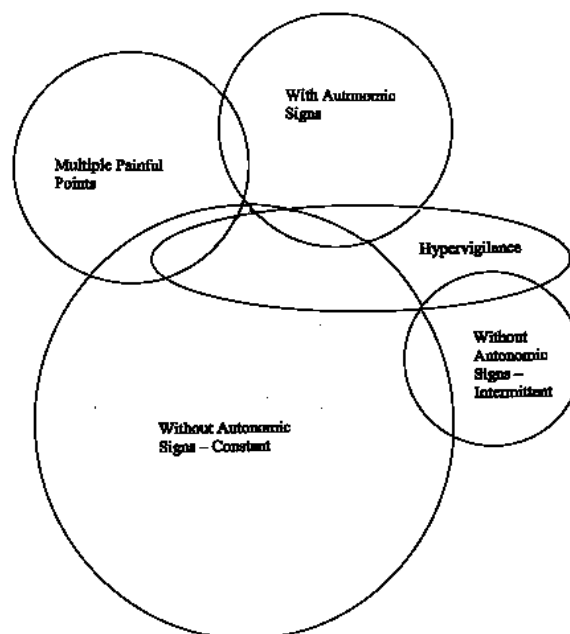 With Autonomic
Signs
Multiple Painful
Points
Hypervigilance
Without
Autonomic
Signs –
Intermittent
Without Autonomic
Signs – Constant